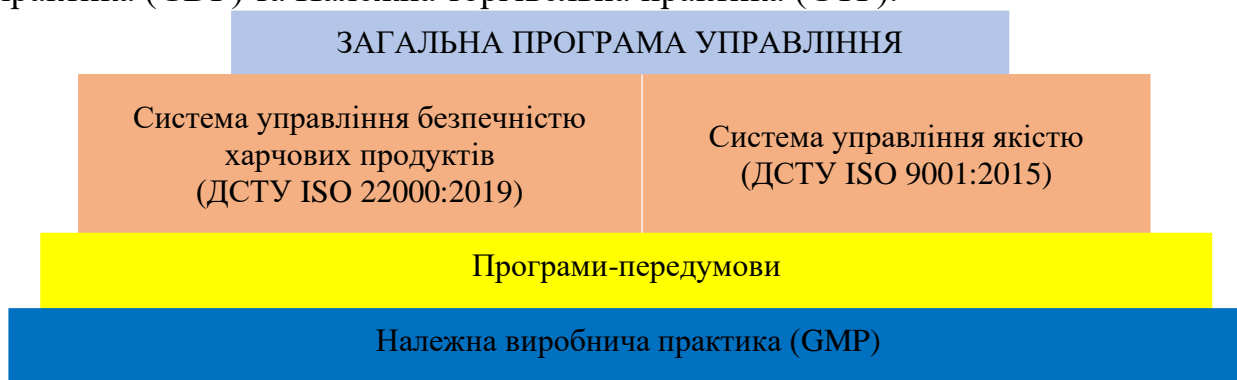 ЗАГАЛЬНА ПРОГРАМА УПРАВЛІННЯ
Система управління безпечністю
харчових продуктів
(ДСТУ ISO 22000:2019)
Система управління якістю
(ДСТУ ISO 9001:2015)
Програми-передумови
Належна виробнича практика (GMP)